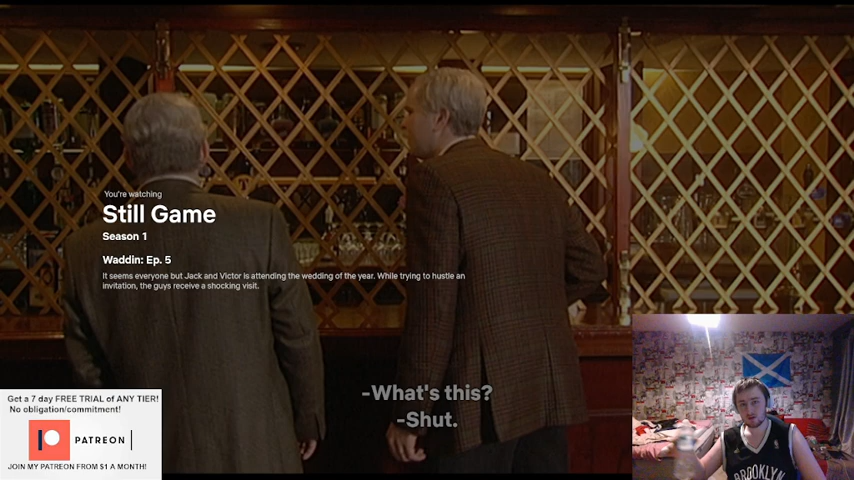 You're watching
Still Game
Season 1
Waddin: Ep. 5
It seems everyone but Jack and Victor is attending the wedding of the year. While trying to hustle an
invitation, the guys receive a shocking visit.
-What's this?
-Shut.
Get a 7 day FREE TRIAL of ANY TIER!
No obligation/commitment!
PATREON
JOIN MY PATREON FROM $1 A MONTH!
BROOKLYN